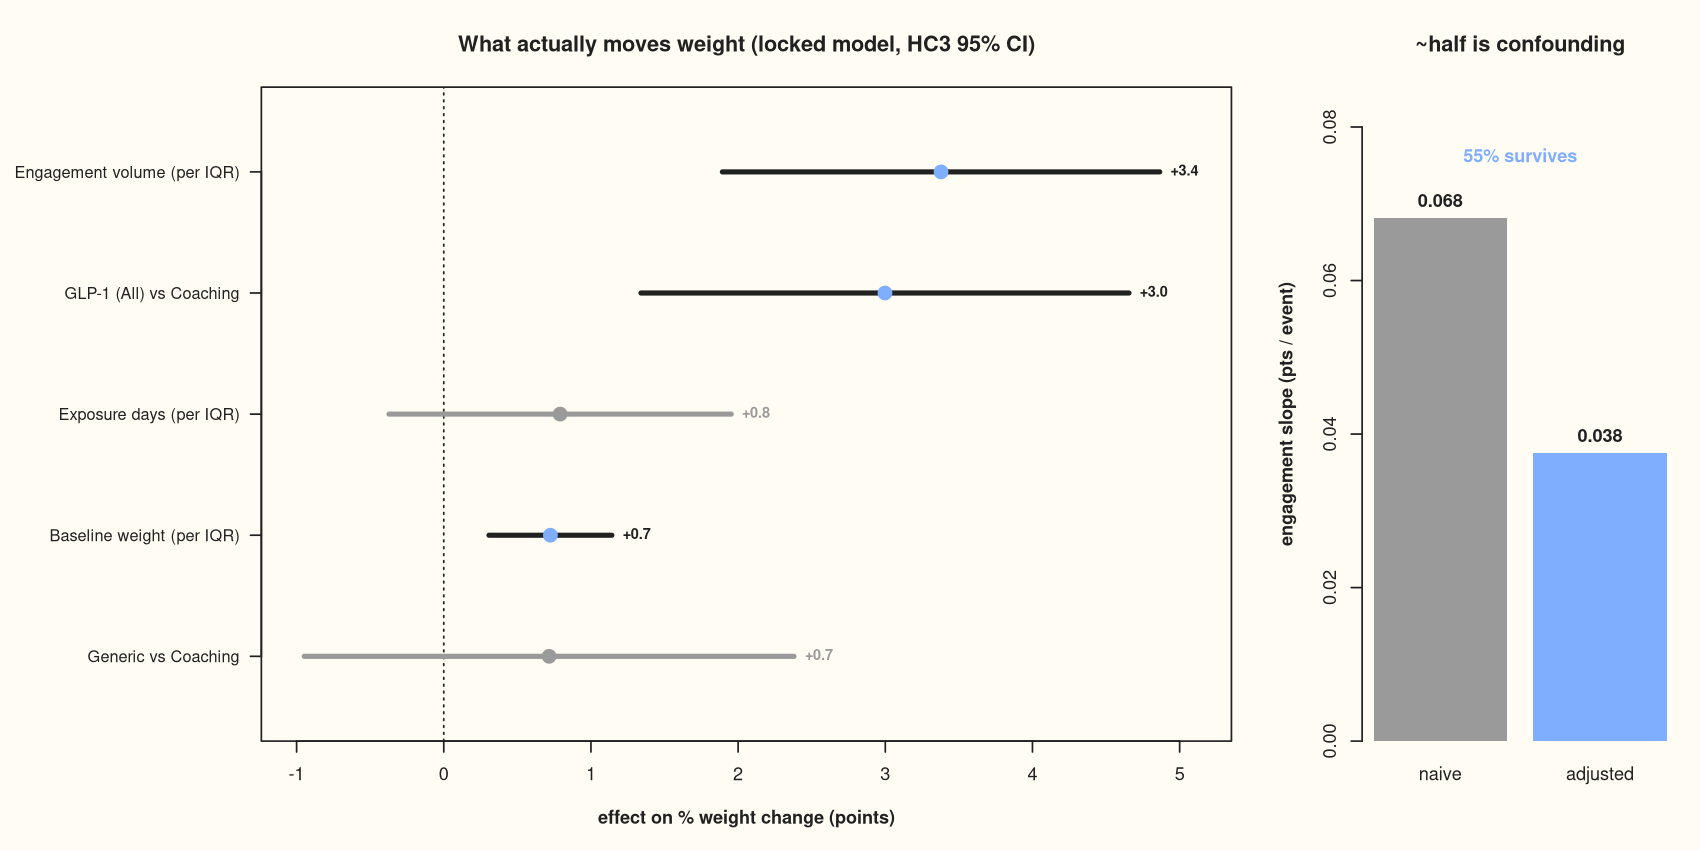 What actually moves weight (locked model, HC3 95% CI)
Engagement volume (per IQR)
+3.4
GLP-1 (All) vs Coaching
+3.0
Exposure days (per IQR)
+0.8
Baseline weight (per IQR)
+0.7
Generic vs Coaching
+0.7
-1 0 1 2 3 4 5
effect on % weight change (points)
~half is confounding
55% survives
0.08
0.06
0.04
0.02
0.00
engagement slope (pts / event)
0.068
0.038
naive adjusted